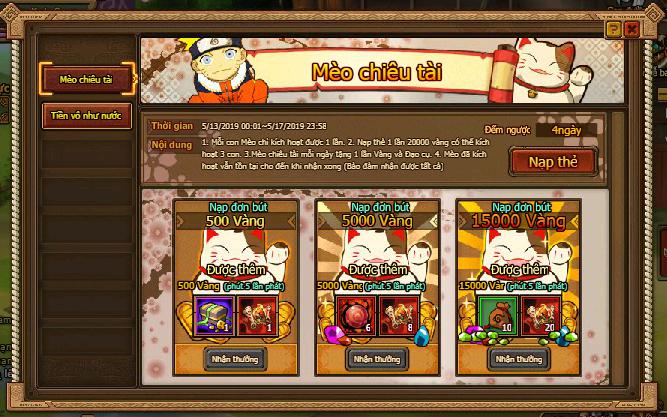 Mèo chiêu tài
Mèo chiêu tài
Tiền vô như nước
Thời gian 5/13/2019 00:01~5/17/2019 23:58
Đếm ngược 4ngày
Nội dung 1. Mỗi con Mèo chỉ kích hoạt được 1 lần. 2. Nạp thẻ 1 lần 20000 vàng có thể kích
hoạt 3 con. 3.Mèo chiêu tài mỗi ngày tặng 1 lần Vàng và Đạo cụ. 4. Mèo đã kích
hoạt vẫn tồn tại cho đến khi nhận xong (Bảo đảm nhận được tất cả)
Nạp thẻ
Nạp đơn bút
500 Vàng
Được thêm
500 Vàng (phút 5 lần phát)
1 1
Nhận thưởng
Nạp đơn bút
5000 Vàng
Được thêm
5000 Vàng (phút 5 lần phát)
6 8
Nhận thưởng
Nạp đơn bút
15000 Vàng
Được thêm
15000 Vàng (phút 5 lần phát)
10 20
Nhận thưởng